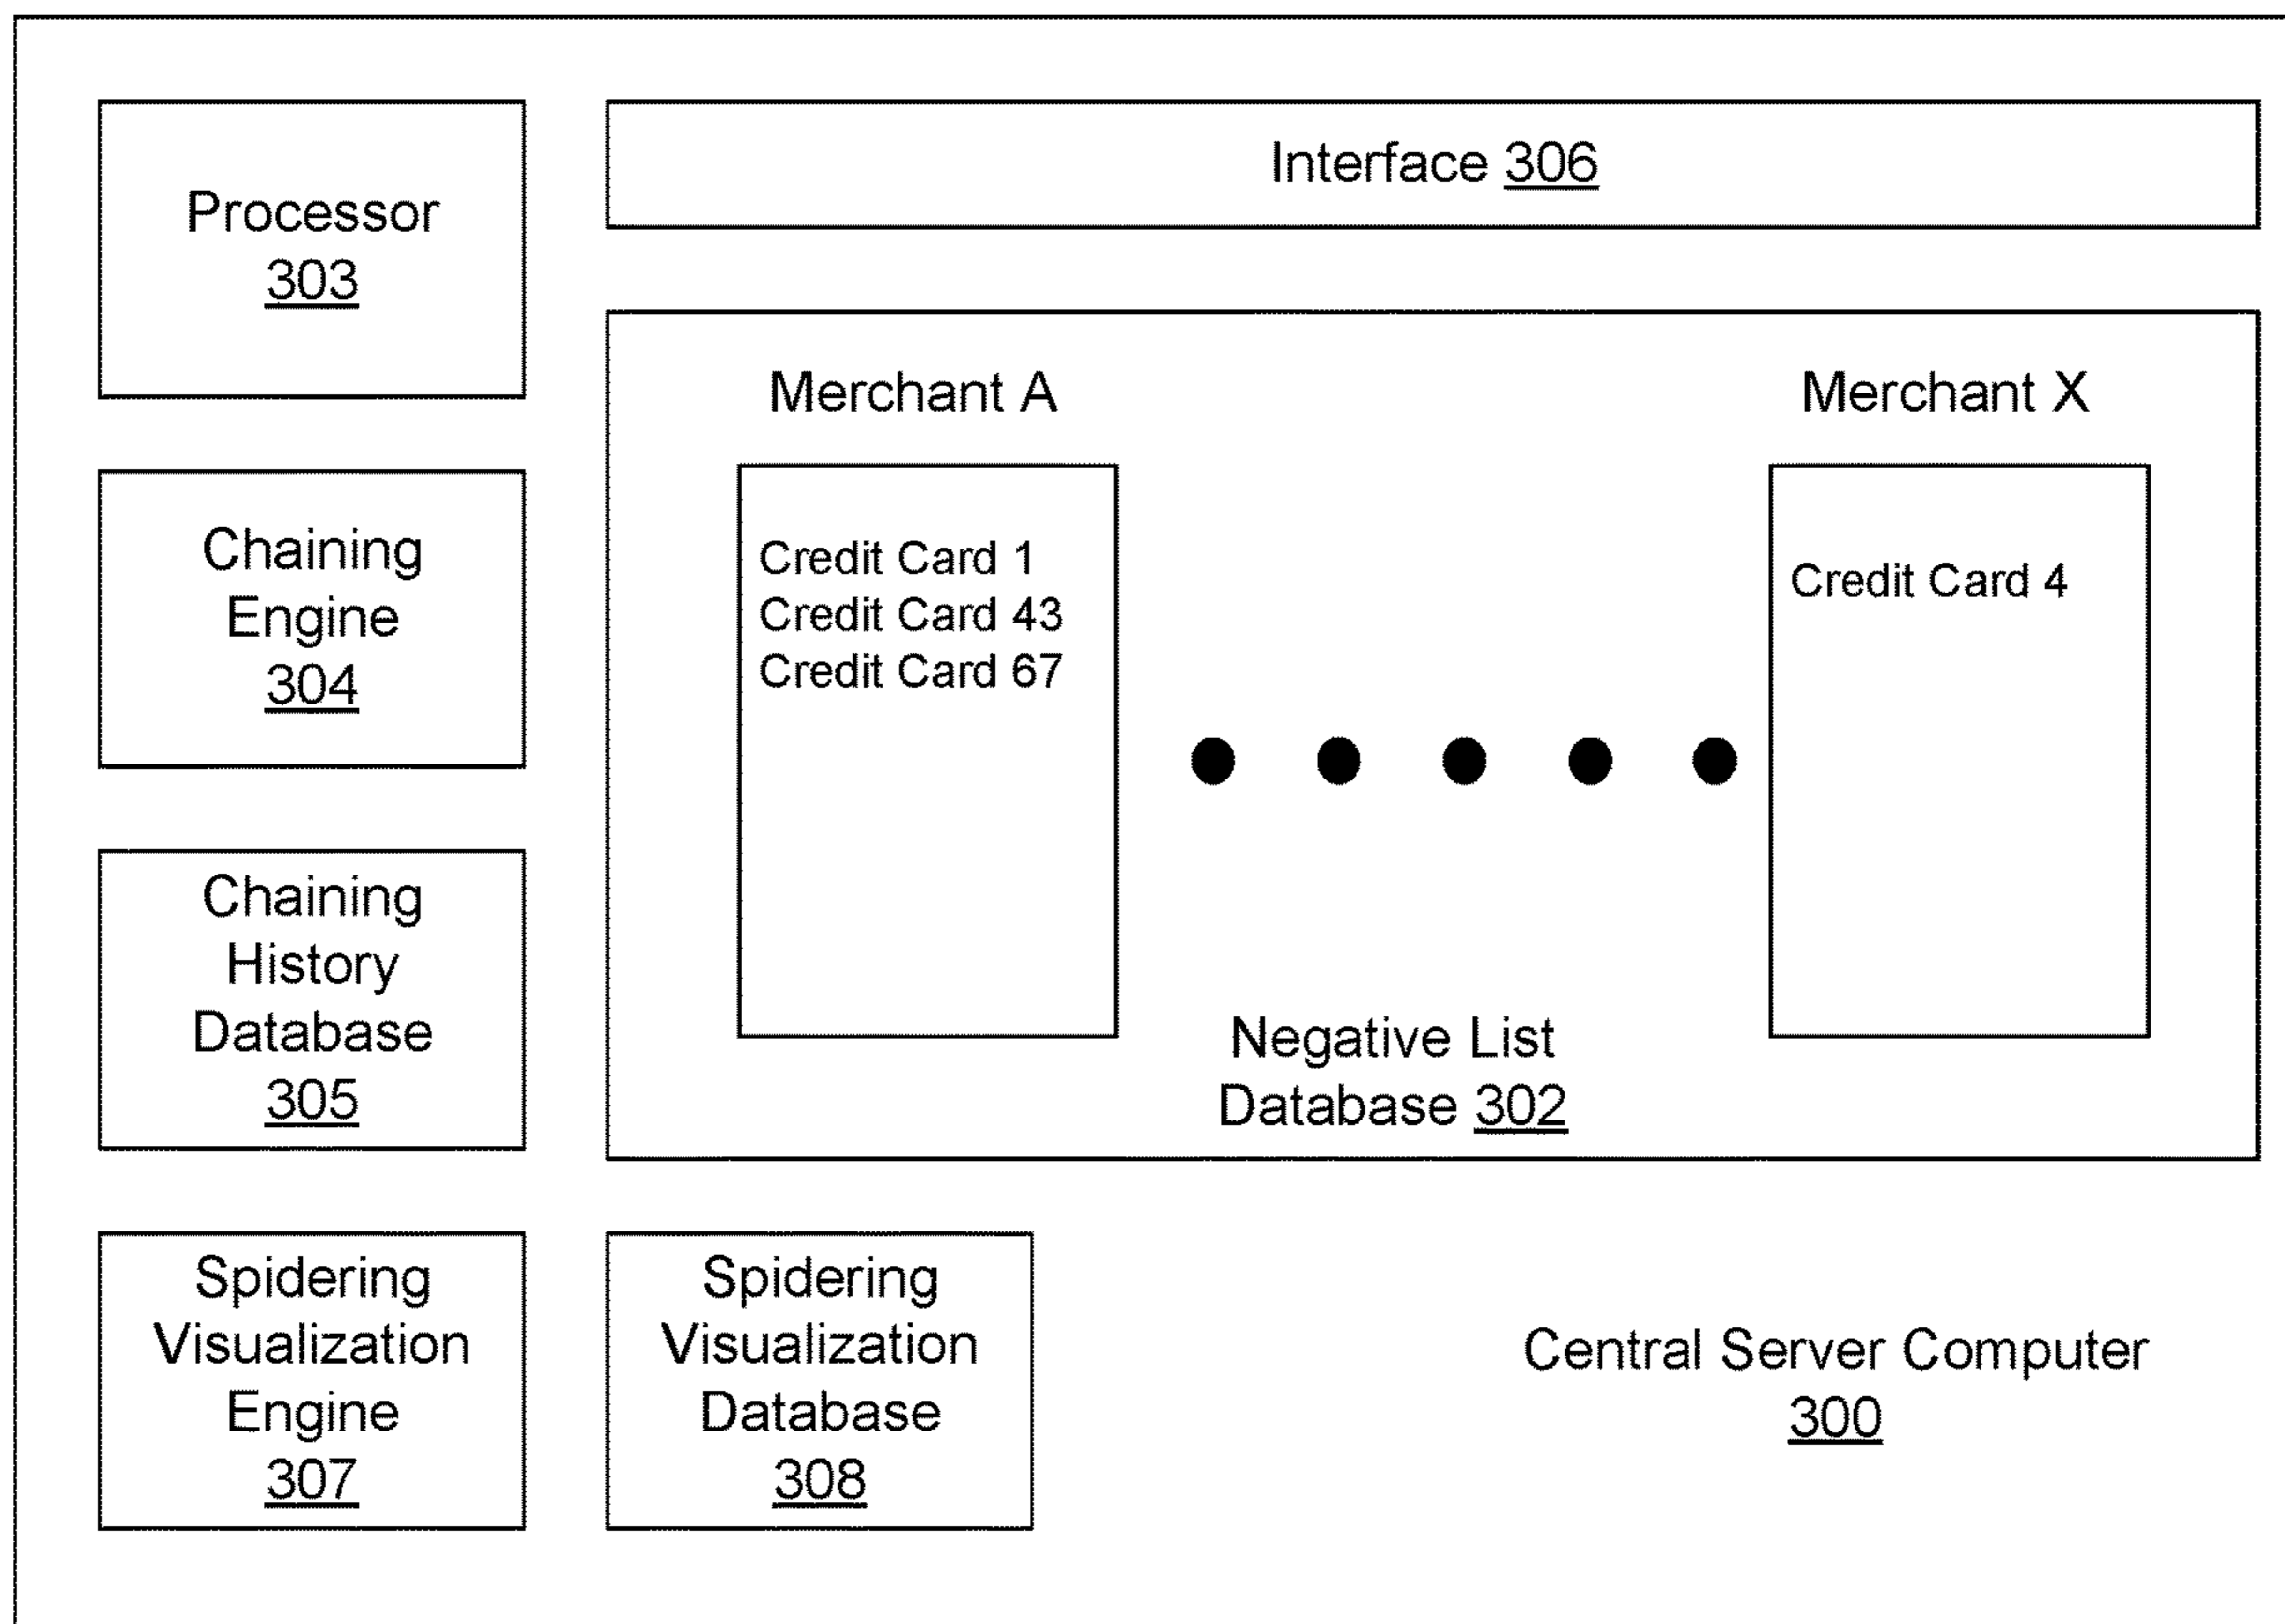 Processor
303
Interface 306
Chaining
Engine
304
Chaining
History
Database
305
Merchant A
Credit Card 1
Credit Card 43
Credit Card 67
Merchant X
Credit Card 4
Negative List
Database 302
Spidering
Visualization
Engine
307
Spidering
Visualization
Database
308
Central Server Computer
300